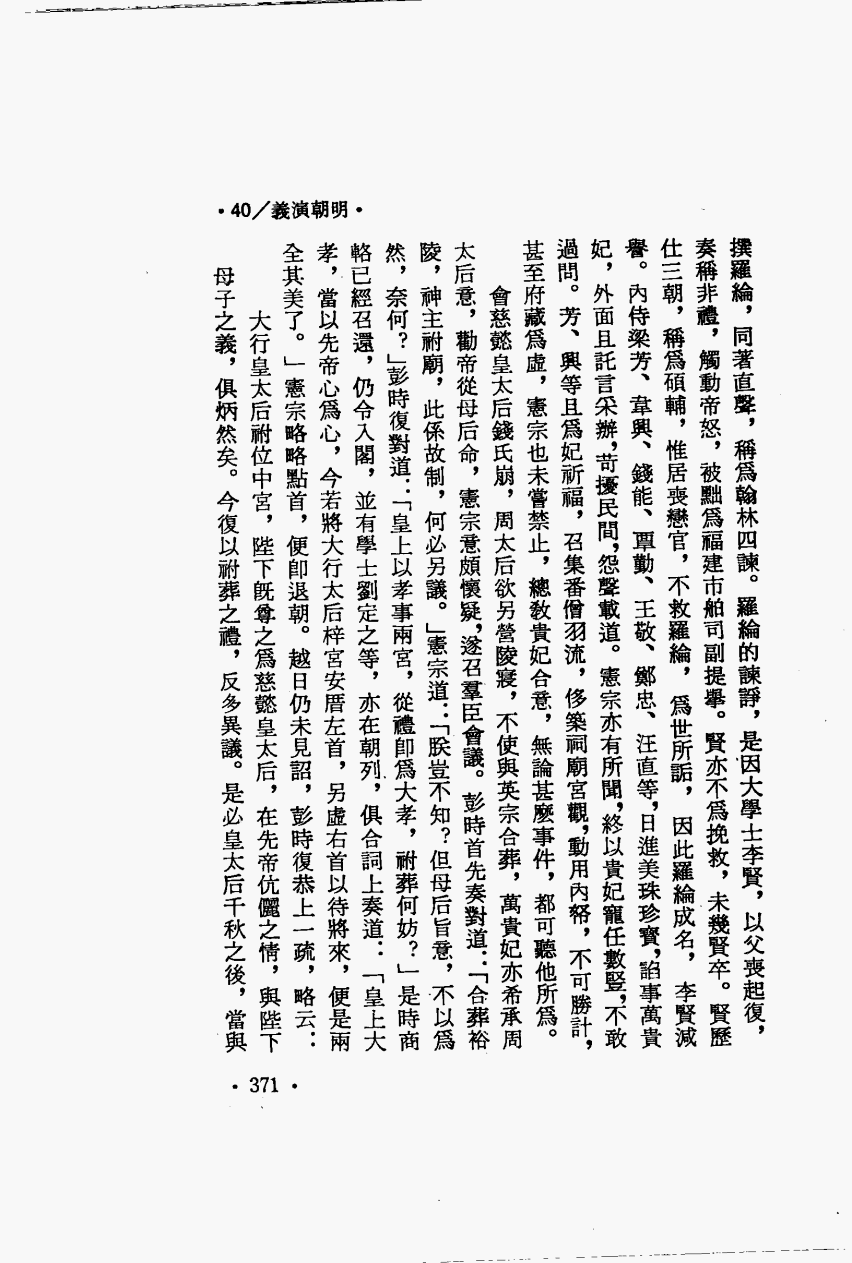 •40／義演朝明•
撰羅綸，同著直聲，稱爲翰林四諫。羅綸的諫諍，是因大學士李賢，以父喪起復，
奏稱非禮，觸動帝怒，被黜爲福建市舶司副提舉。賢亦不爲挽救，未幾賢卒。賢歷
仕三朝，稱爲碩輔，惟居喪戀官，不救羅綸，爲世所詬，因此羅綸成名，李賢減
譽。內侍梁芳、韋興、錢能、覃勤、王敬、鄭忠、汪直等，日進美珠珍寶，諂事萬貴
妃，外面且託言采辦，苛擾民間，怨聲載道。憲宗亦有所聞，終以貴妃寵任數豎，不敢
過問。芳、興等且爲妃祈福，召集番僧羽流，侈築祠廟宮觀，動用內帑，不可勝計，
甚至府藏爲虛，憲宗也未嘗禁止，總教貴妃合意，無論甚麼事件，都可聽他所爲。
會慈懿皇太后錢氏崩，周太后欲另營陵寢，不使與英宗合葬，萬貴妃亦希承周
太后意，勸帝從母后命，憲宗意頗懷疑，遂召羣臣會議。彭時首先奏對道：「合葬裕
陵，神主祔廟，此係故制，何必另議。」憲宗道：「朕豈不知？但母后旨意，不以爲
然，奈何？」彭時復對道：「皇上以孝事兩宮，從禮卽爲大孝，祔葬何妨？」是時商
輅已經召還，仍令入閣，並有學士劉定之等，亦在朝列，俱合詞上奏道：「皇上大
孝，當以先帝心爲心，今若將大行太后梓宮安厝左首，另虛右首以待將來，便是兩
全其美了。」憲宗略略點首，便卽退朝。越日仍未見詔，彭時復恭上一疏，略云：
大行皇太后祔位中宮，陛下既尊之爲慈懿皇太后，在先帝伉儷之情，與陛下
母子之義，俱炳然矣。今復以祔葬之禮，反多異議。是必皇太后千秋之後，當與
•371•